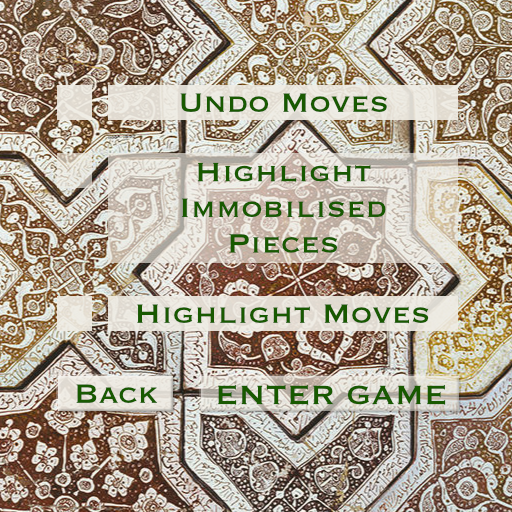 Undo Moves
Highlight
Immobilised
Pieces
Highlight Moves
Back
ENTER GAME